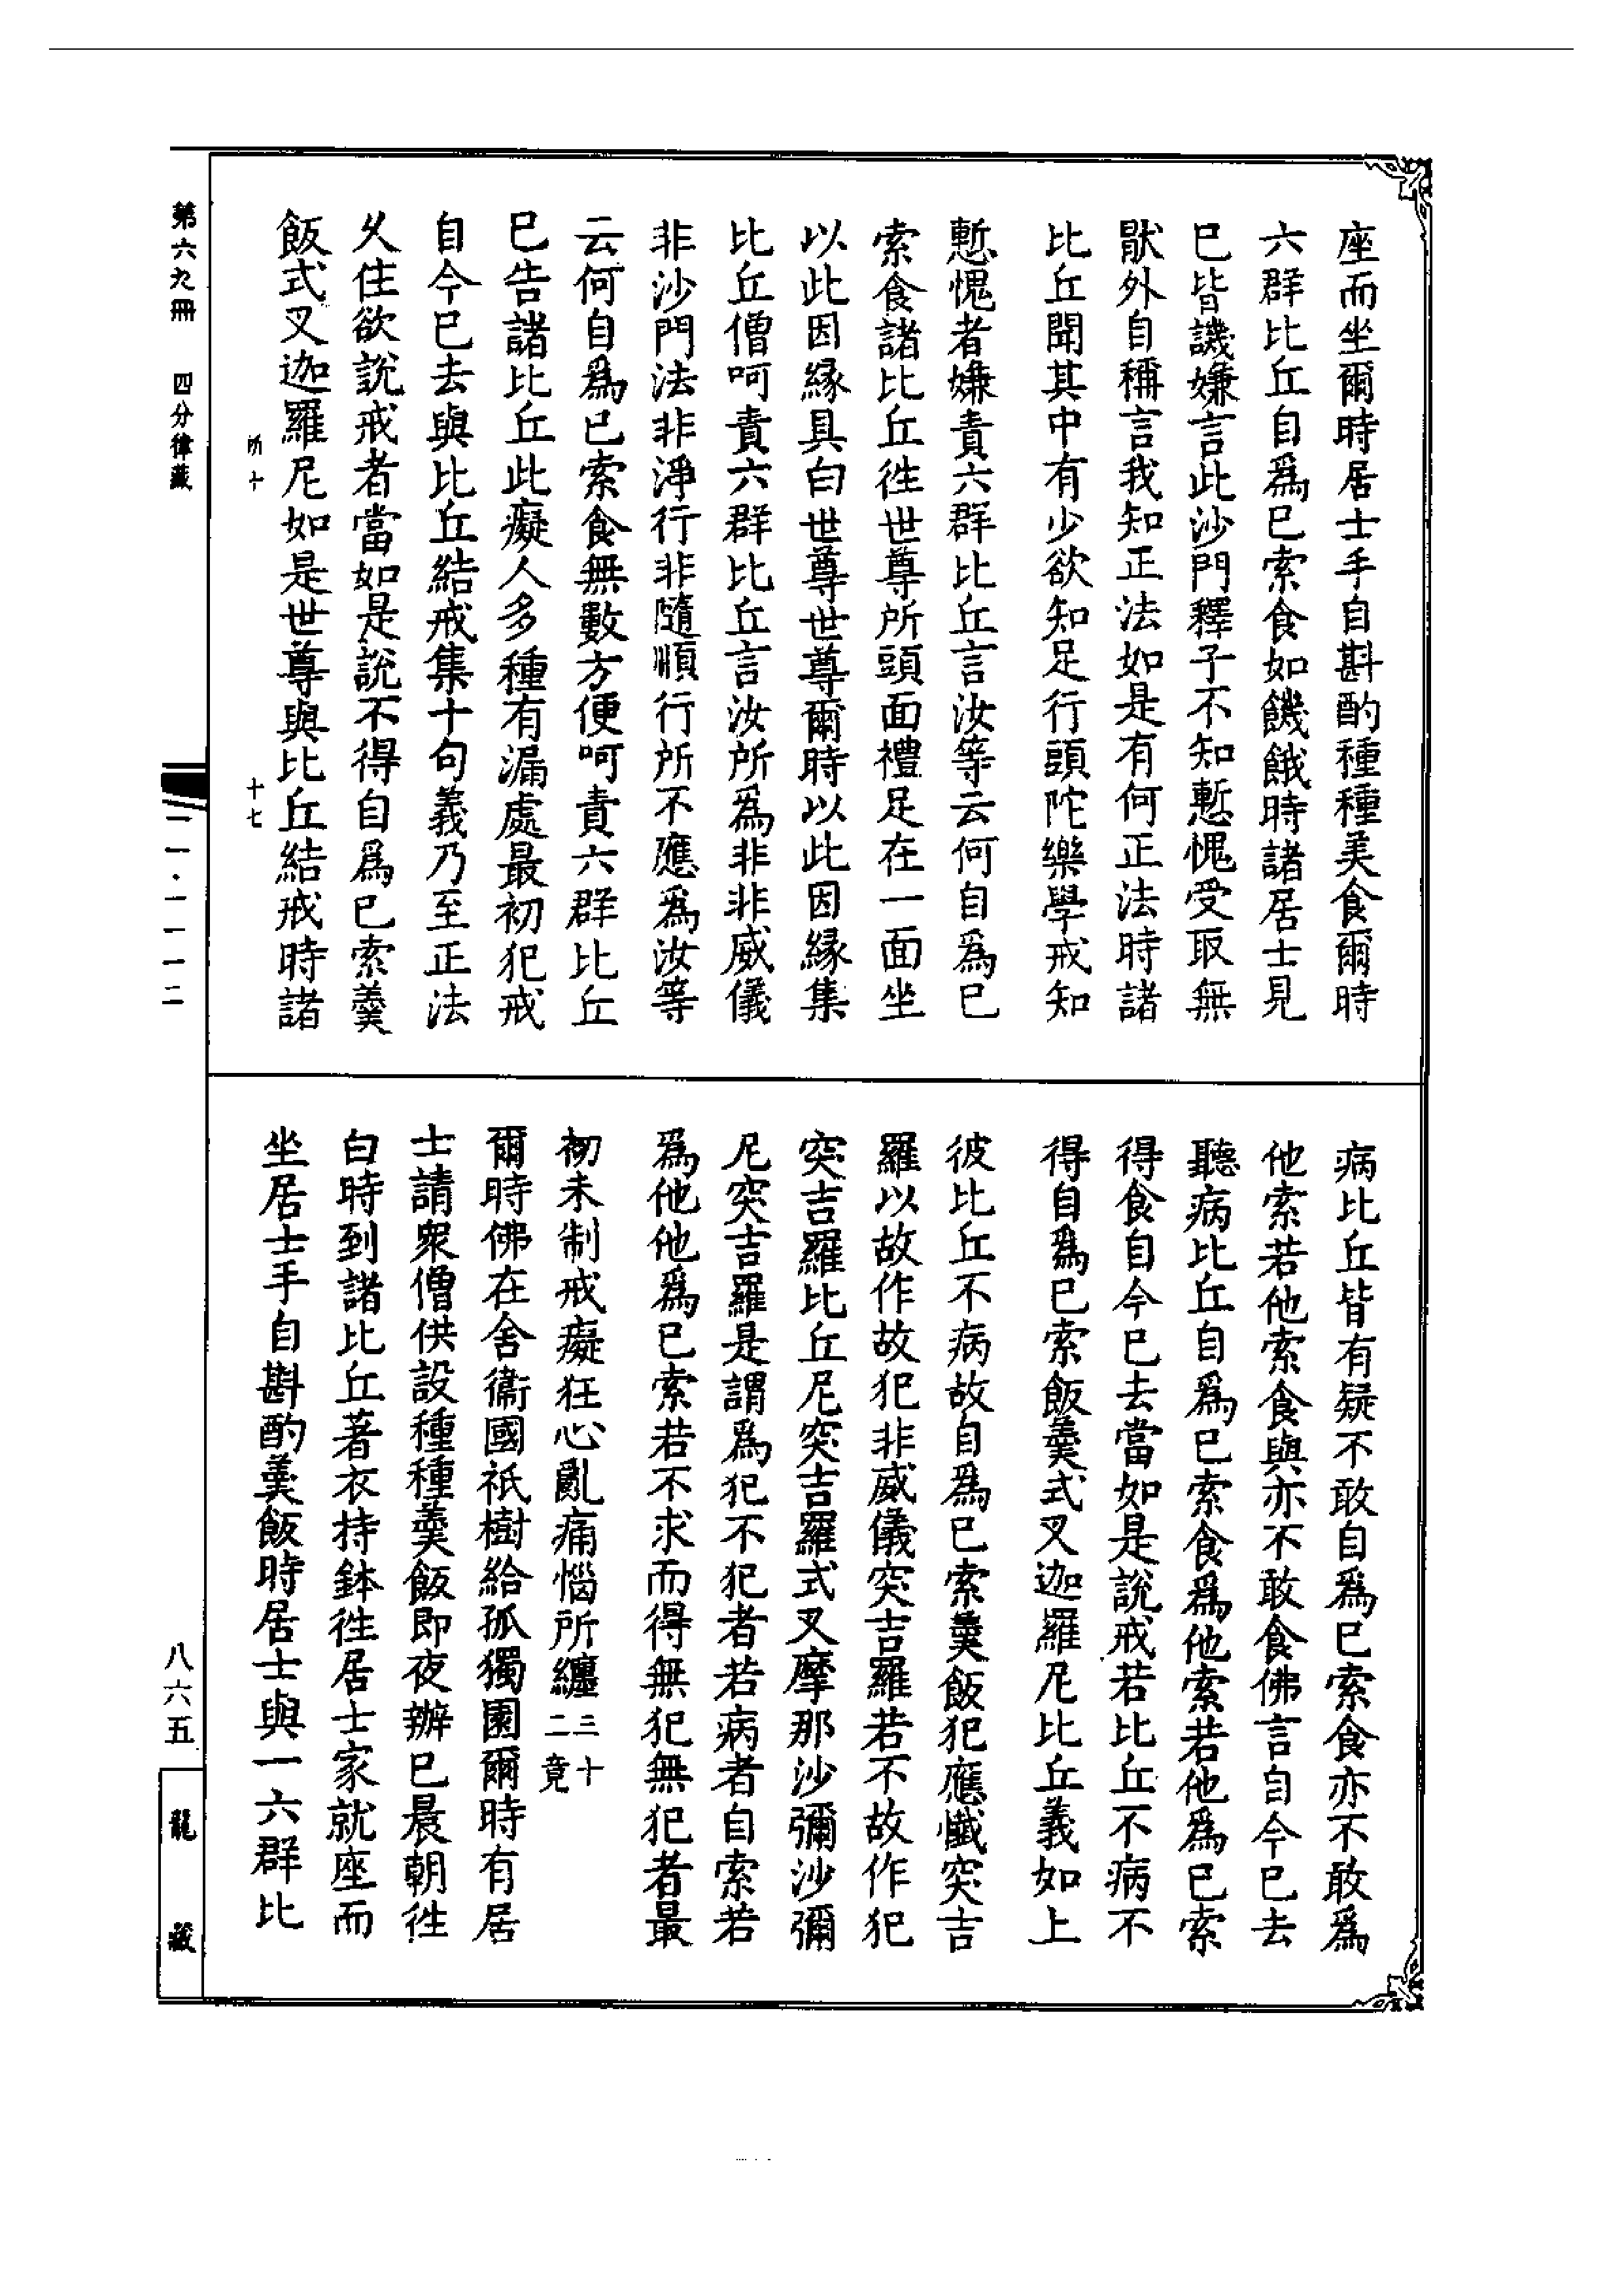 座而坐爾時居士手自斟酌種種美食爾時
六群比丘自爲已索食如饑餓時諸居士見
已皆譏嫌言此沙門釋子不知慙愧受取無
猒外自稱言我知正法如是有何正法時諸
比丘聞其中有少欲知足行頭陀樂學戒知
慙愧者嫌責六群比丘言汝等云何自爲已
索食諸比丘徃世尊所頭面禮足在一面坐
以此因緣具白世尊世尊爾時以此因緣集
比丘僧呵責六群比丘言汝所爲非非威儀
非沙門法非淨行非隨順行所不應爲汝等
云何自爲已索食無數方便呵責六群比丘
已告諸比丘此癡人多種有漏處最初犯戒
自今已去與比丘結戒集十句義乃至正法
久住欲說戒者當如是說不得自爲已索羹
飯式叉迦羅尼如是世尊與比丘結戒時諸
所十 十七
病比丘皆有疑不敢自爲已索食亦不敢爲
他索若他索食與亦不敢食佛言自今已去
聽病比丘自爲已索食爲他索若他爲已索
得食自今已去當如是說戒若比丘不病不
得自爲已索飯羹式叉迦羅尼比丘義如上
彼比丘不病故自爲已索羹飯犯應懺突吉
羅以故作故犯非威儀突吉羅若不故作犯
突吉羅比丘尼突吉羅式叉摩那沙彌沙彌
尼突吉羅是謂爲犯不犯者若病者自索若
爲他他爲已索若不求而得無犯無犯者最
初未制戒癡狂心亂痛惱所纏三十二竟
爾時佛在舍衞國祇樹給孤獨園爾時有居
士請衆僧供設種種羹飯即夜辦已晨朝徃
白時到諸比丘著衣持鉢徃居士家就座而
坐居士手自斟酌羹飯時居士與一六群比
第六九冊 四分律藏
八六五
龍藏